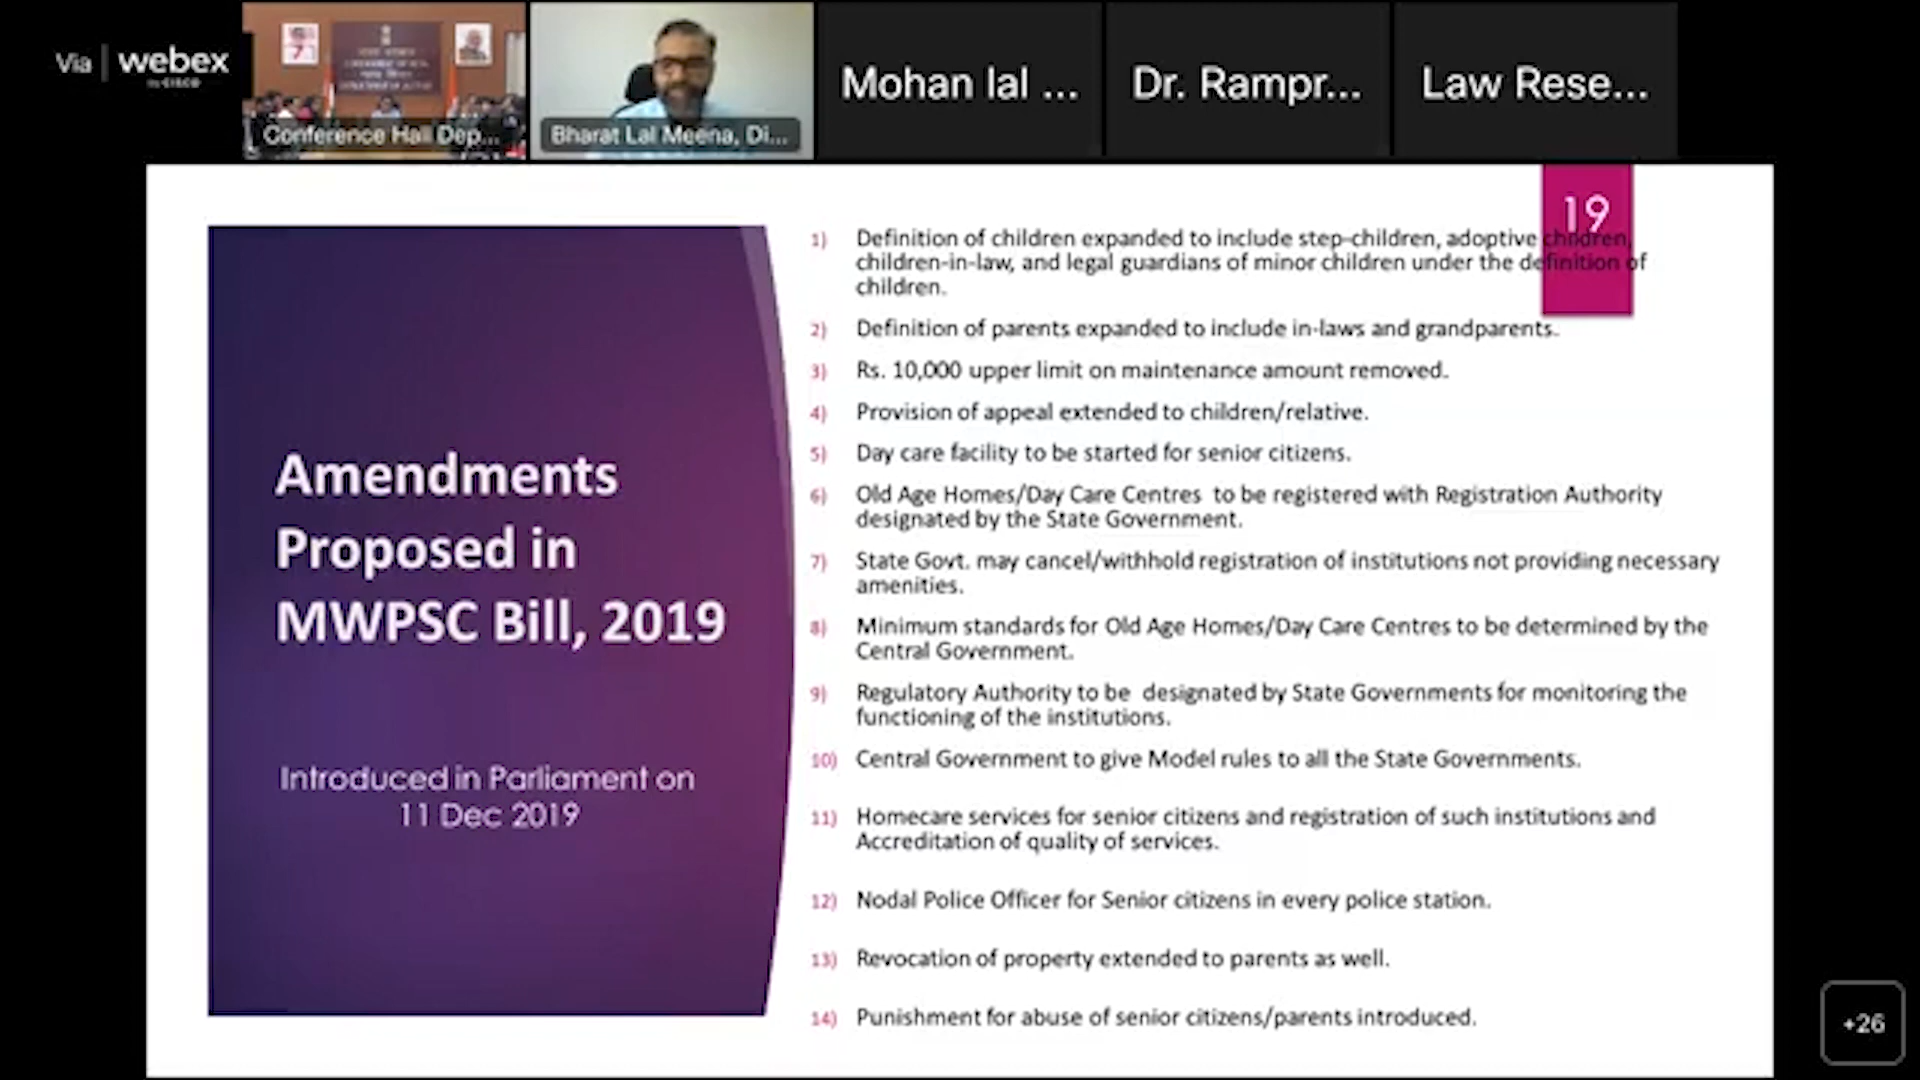 Via webex
by CISCO
Conference Hall Dep...
Bharat Lal Meena, Di...
Mohan lal ...
Dr. Rampr...
Law Rese...
19
Amendments
Proposed in
MWPSC Bill, 2019
Introduced in Parliament on
11 Dec 2019
1) Definition of children expanded to include step-children, adoptive children,
children-in-law, and legal guardians of minor children under the definition of
children.
2) Definition of parents expanded to include in-laws and grandparents.
3) Rs. 10,000 upper limit on maintenance amount removed.
4) Provision of appeal extended to children/relative.
5) Day care facility to be started for senior citizens.
6) Old Age Homes/Day Care Centres to be registered with Registration Authority
designated by the State Government.
7) State Govt. may cancel/withhold registration of institutions not providing necessary
amenities.
8) Minimum standards for Old Age Homes/Day Care Centres to be determined by the
Central Government.
9) Regulatory Authority to be designated by State Governments for monitoring the
functioning of the institutions.
10) Central Government to give Model rules to all the State Governments.
11) Homecare services for senior citizens and registration of such institutions and
Accreditation of quality of services.
12) Nodal Police Officer for Senior citizens in every police station.
13) Revocation of property extended to parents as well.
14) Punishment for abuse of senior citizens/parents introduced.
+26